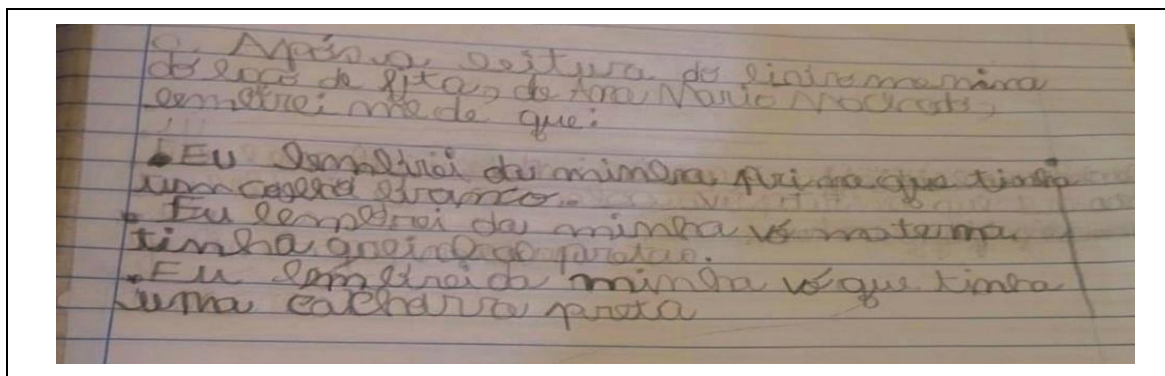 Após a leitura do livro menina
do laço de fita, de Ana Maria Machado,
lembrei me de que:
• Eu lembrei da minha prima que tinha
um coelho branco.
• Eu lembrei da minha vó materna
tinha
• Eu lembrei da minha vó que tinha
uma cachorra preta